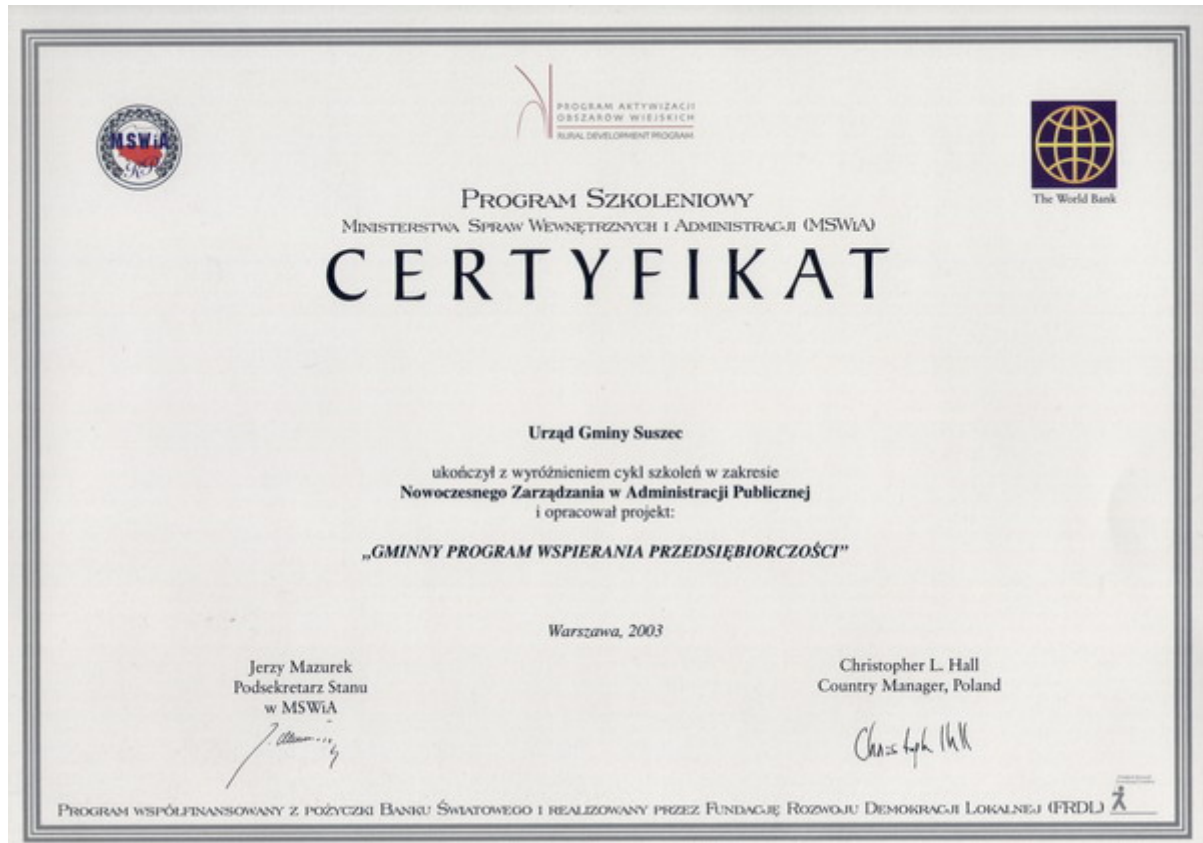 PROGRAM AKTYWIZACJI
OBSZARÓW WIEJSKICH
RURAL DEVELOPMENT PROGRAM
MSWiA
RP
The World Bank
PROGRAM SZKOLENIOWY
MINISTERSTWA SPRAW WEWNĘTRZNYCH I ADMINISTRACJI (MSWIA)
CERTYFIKAT
Urząd Gminy Suszec
ukończył z wyróżnieniem cykl szkoleń w zakresie
Nowoczesnego Zarządzania w Administracji Publicznej
i opracował projekt:
„GMINNY PROGRAM WSPIERANIA PRZEDSIĘBIORCZOŚCI”
Warszawa, 2003
Jerzy Mazurek
Podsekretarz Stanu
w MSWiA
Christopher L. Hall
Country Manager, Poland
Christoph Hall
PROGRAM WSPÓŁFINANSOWANY Z POŻYCZKI BANKU ŚWIATOWEGO I REALIZOWANY PRZEZ FUNDACJĘ ROZWOJU DEMOKRACJI LOKALNEJ (FRDL)